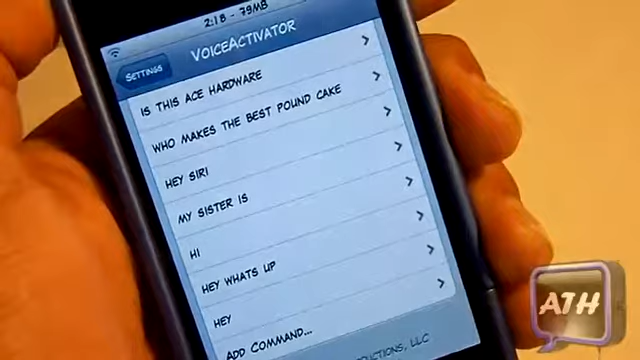 2:18 - 79MB
SETTINGS
VOICEACTIVATOR
IS THIS ACE HARDWARE
WHO MAKES THE BEST POUND CAKE
HEY SIRI
MY SISTER IS
HI
HEY WHATS UP
HEY
ADD COMMAND...
LLC
ATH